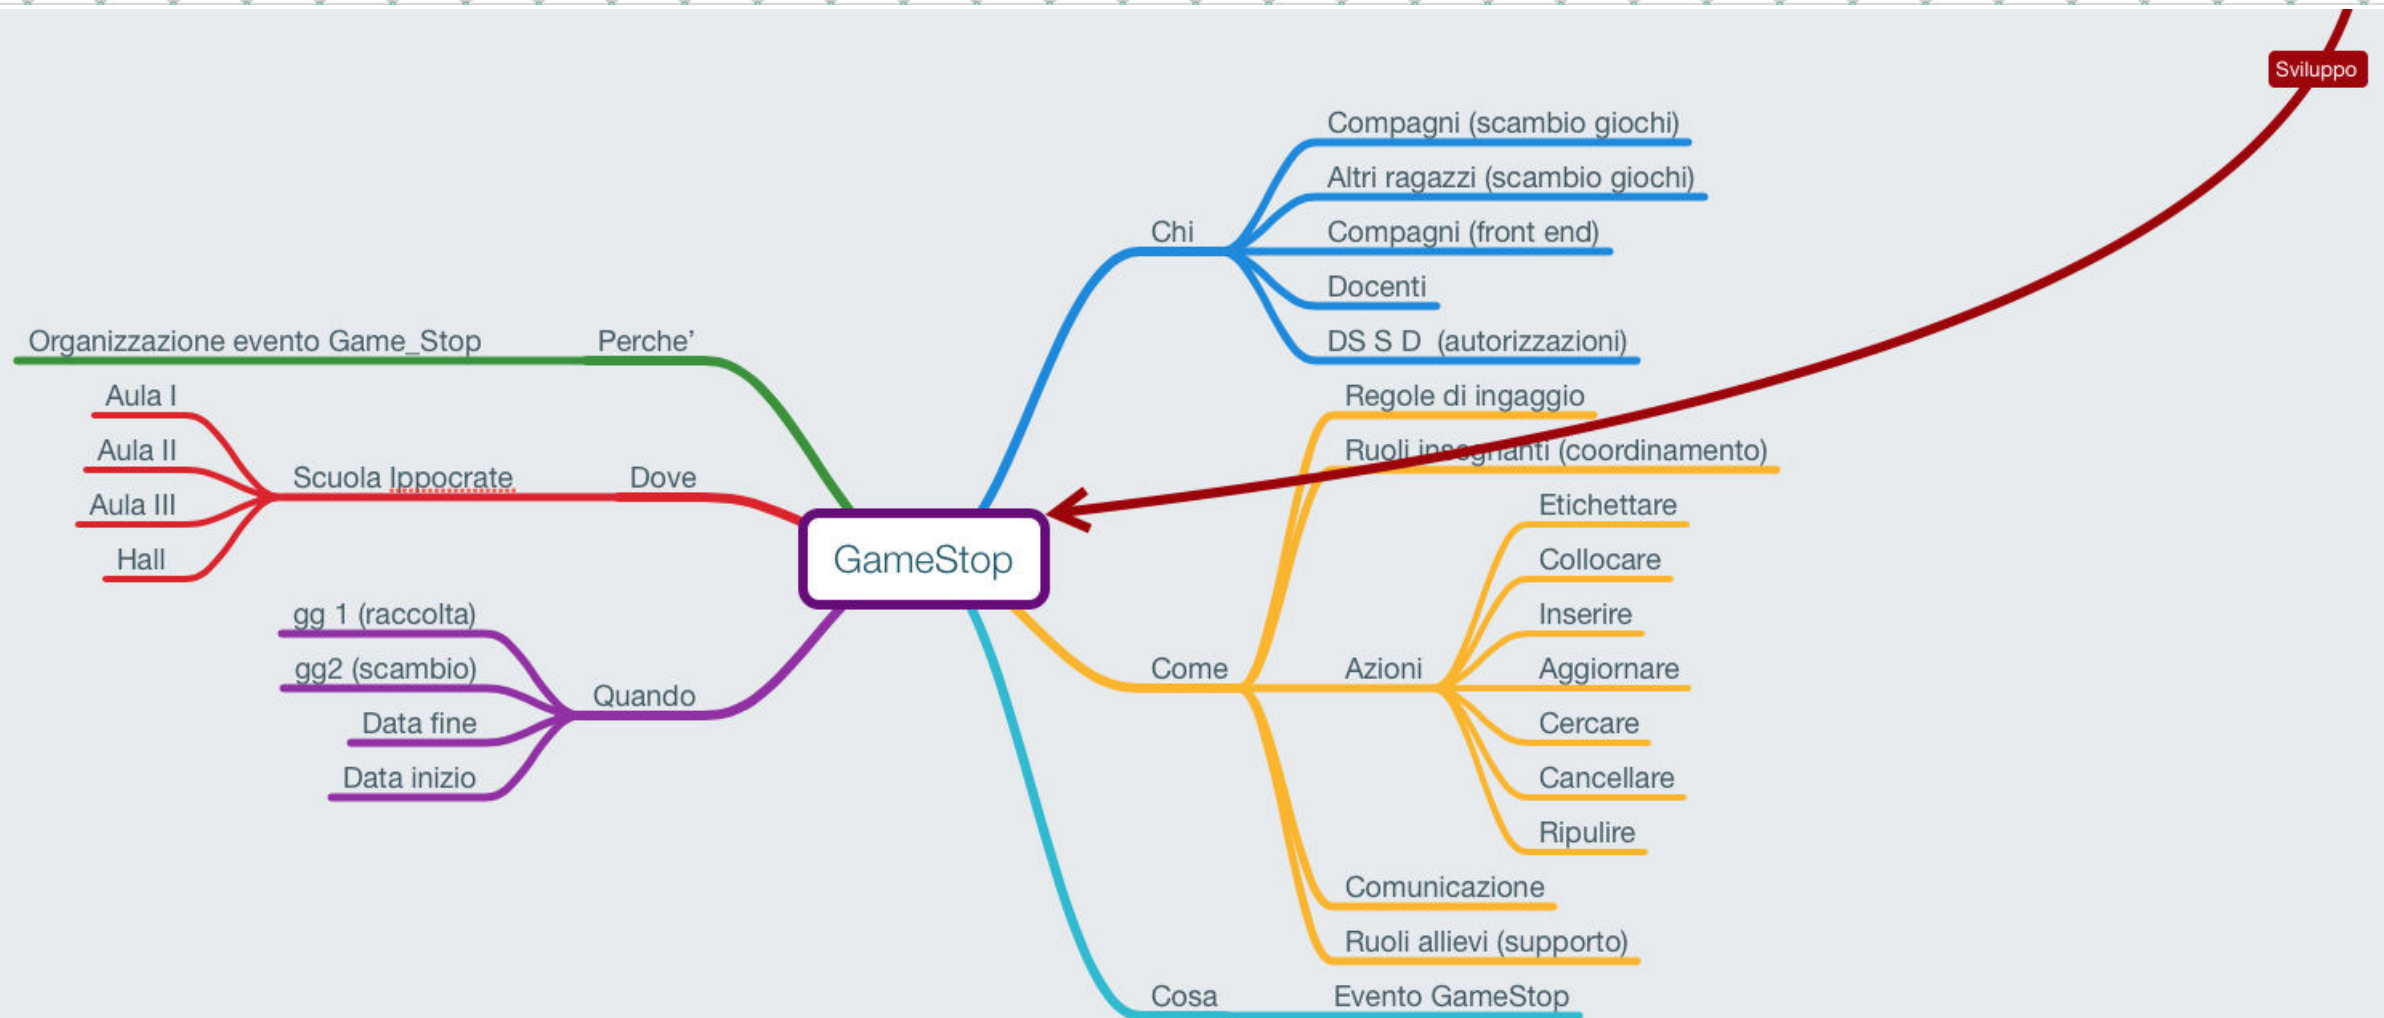 Sviluppo
Compagni (scambio giochi)
Altri ragazzi (scambio giochi)
Chi
Compagni (front end)
Docenti
DS S D  (autorizzazioni)
Organizzazione evento Game_Stop
Perche’
Aula I
Aula II
Aula III
Hall
Scuola Ippocrate
Dove
GameStop
gg 1 (raccolta)
gg2 (scambio)
Data fine
Data inizio
Quando
Come
Regole di ingaggio
Ruoli insegnanti (coordinamento)
Azioni
Etichettare
Collocare
Inserire
Aggiornare
Cercare
Cancellare
Ripulire
Comunicazione
Ruoli allievi (supporto)
Cosa
Evento GameStop